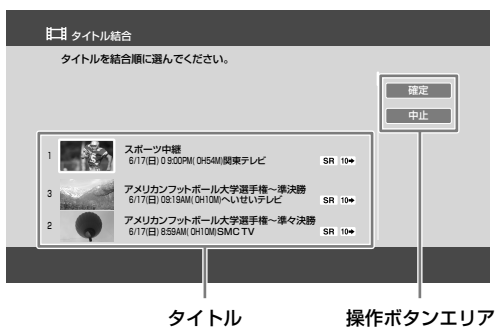 タイトル結合
タイトルを結合順に選んでください。
確定
中止
1 スポーツ中継
6/17(日) 0 9:00PM( 0H54M)関東テレビ SR 10➔
3 アメリカンフットボール大学選手権～準決勝
6/17(日) 09:19AM( 0H10M)へいせいテレビ SR 10➔
2 アメリカンフットボール大学選手権～準々決勝
6/17(日) 8:59AM( 0H10M)SMC TV SR 10➔
タイトル
操作ボタンエリア